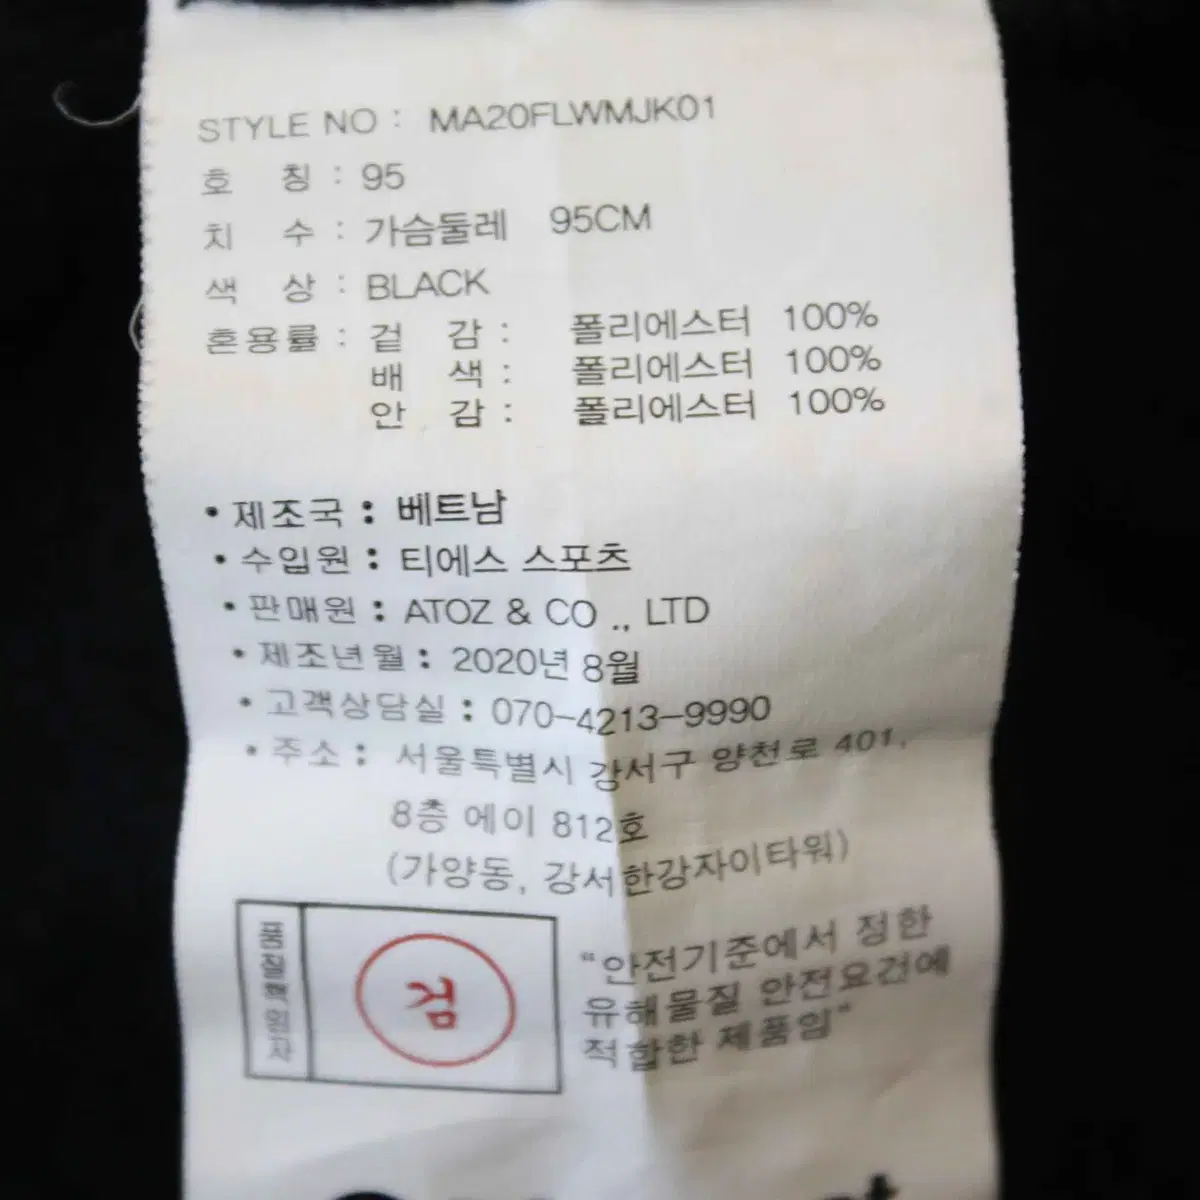 STYLE NO : MA20FLWMJK01
호 칭 : 95
치 수 : 가슴둘레 95CM
색 상 : BLACK
혼용률 : 겉 감 : 폴리에스터 100%
배 색 : 폴리에스터 100%
안 감 : 폴리에스터 100%
• 제조국 : 베트남
• 수입원 : 티에스 스포츠
• 판매원 : ATOZ & CO ., LTD
• 제조년월 : 2020년 8월
• 고객상담실 : 070-4213-9990
• 주소 : 서울특별시 강서구 양천로 401,
8층 에이 812호
(가양동, 강서한강자이타워)
품질책임자
검
“안전기준에서 정한
유해물질 안전요건에
적합한 제품임”